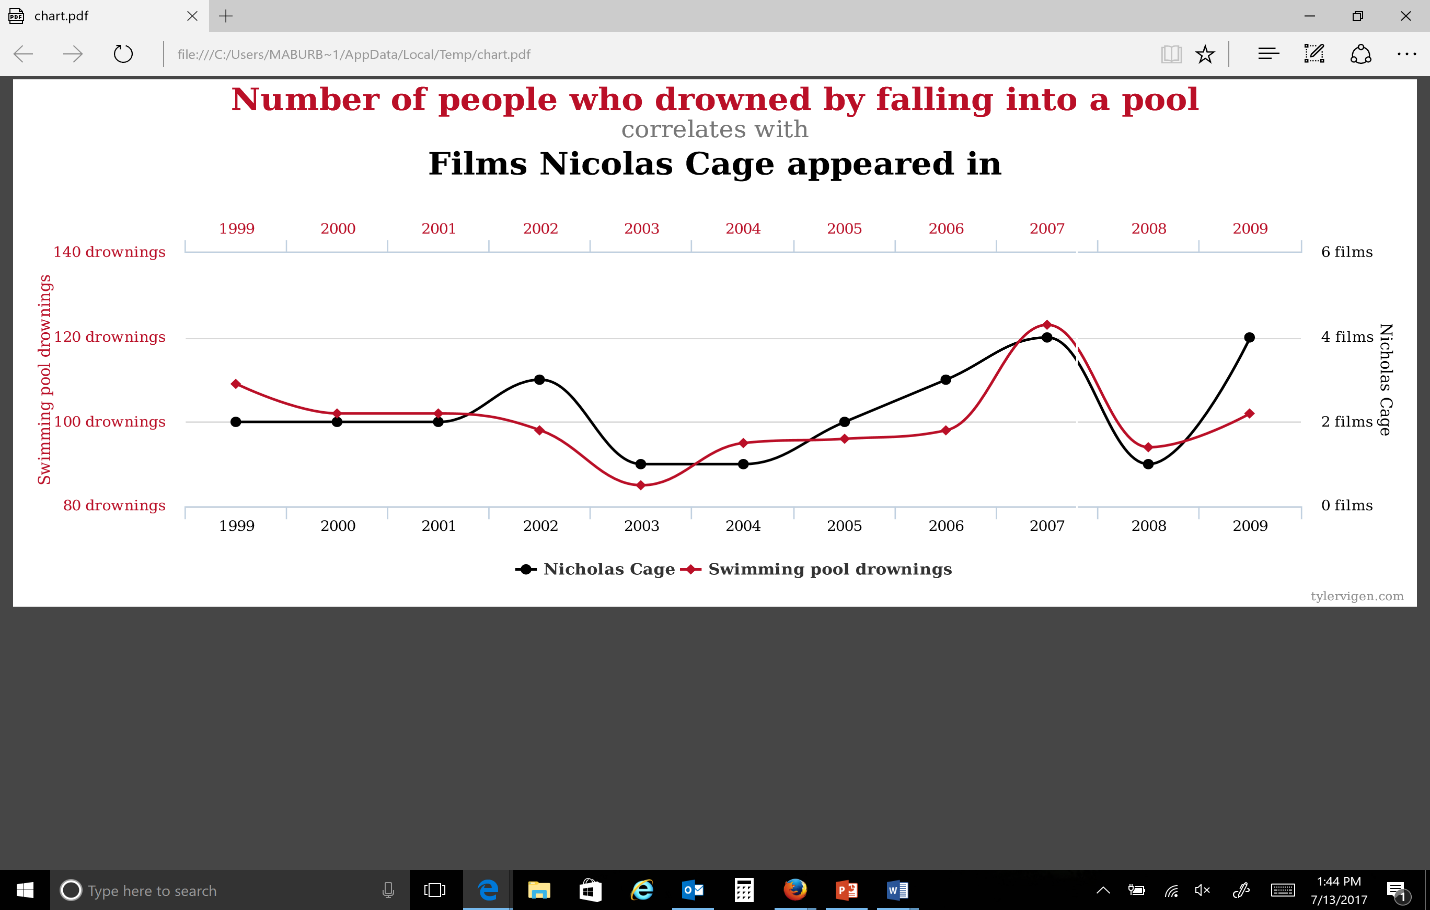 chart.pdf
file:///C:/Users/MABURB~1/AppData/Local/Temp/chart.pdf
Number of people who drowned by falling into a pool
correlates with
Films Nicolas Cage appeared in
1999 2000 2001 2002 2003 2004 2005 2006 2007 2008 2009
140 drownings 6 films
120 drownings 4 films
100 drownings 2 films
80 drownings 0 films
Swimming pool drownings
Nicholas Cage
1999 2000 2001 2002 2003 2004 2005 2006 2007 2008 2009
Nicholas Cage Swimming pool drownings
tylervigen.com
Type here to search
1:44 PM
7/13/2017
1